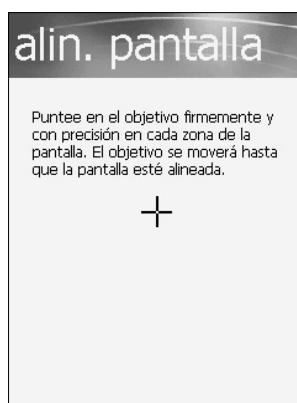 alin. pantalla
Puntee en el objetivo firmemente y
con precisión en cada zona de la
pantalla. El objetivo se moverá hasta
que la pantalla esté alineada.